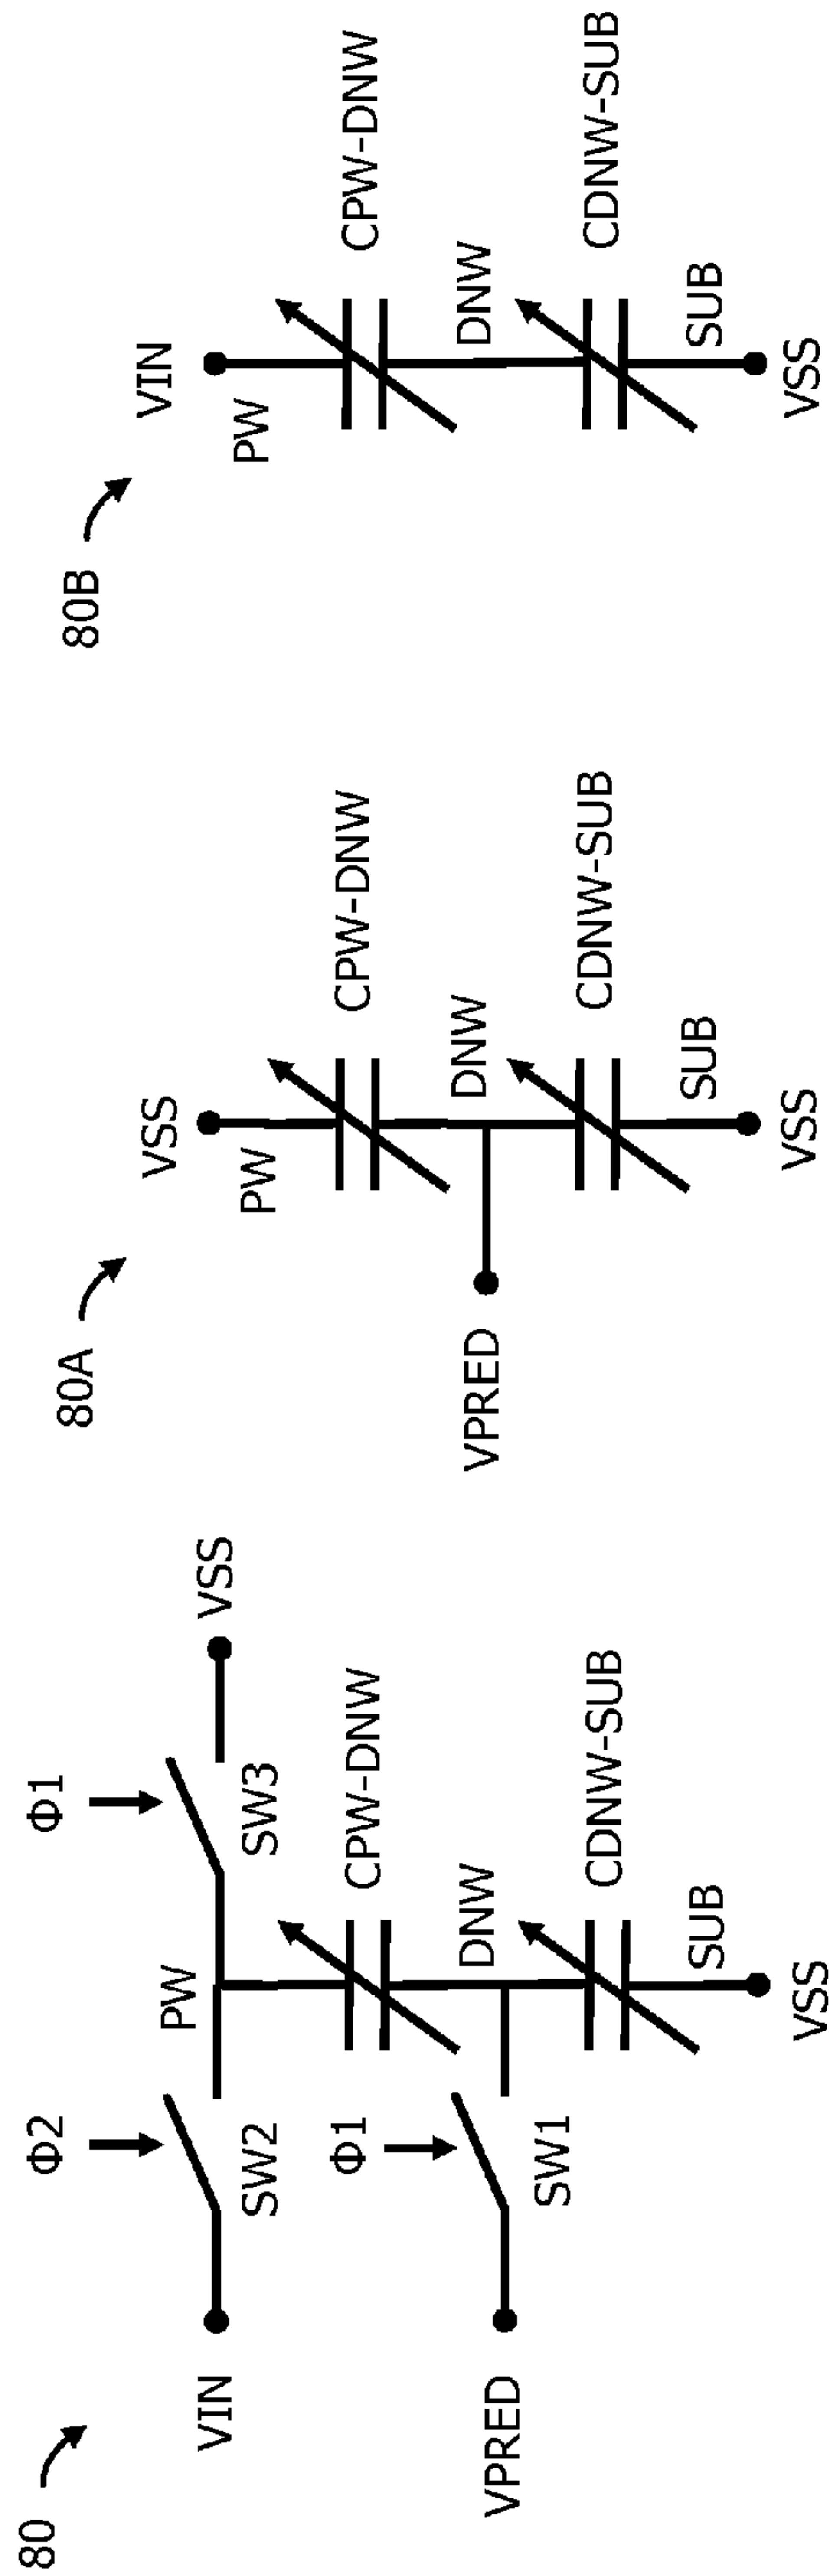 80
Φ2
Φ1
PW
VSS
VIN
SW2
SW3
CPW-DNW
Φ1
DNW
VPRED
SW1
CDNW-SUB
SUB
VSS
80A
VSS
PW
CPW-DNW
DNW
VPRED
CDNW-SUB
SUB
VSS
80B
VIN
PW
CPW-DNW
DNW
CDNW-SUB
SUB
VSS